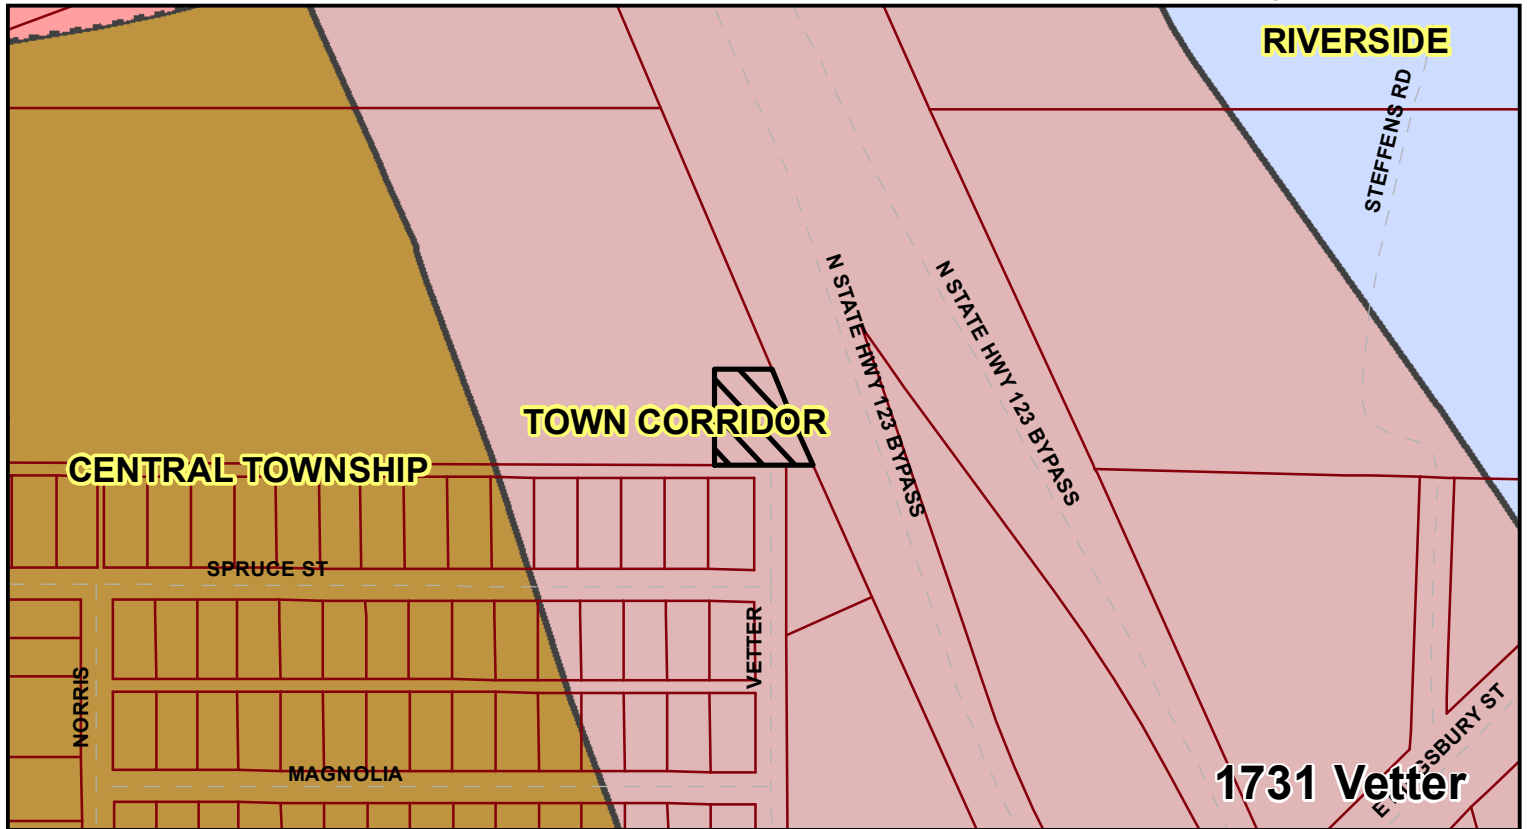 RIVERSIDE
STEFFENS RD
N STATE HWY 123 BYPASS
N STATE HWY 123 BYPASS
TOWN CORRIDOR
CENTRAL TOWNSHIP
SPRUCE ST
VETTER
NORRIS
MAGNOLIA
1731 Vetter